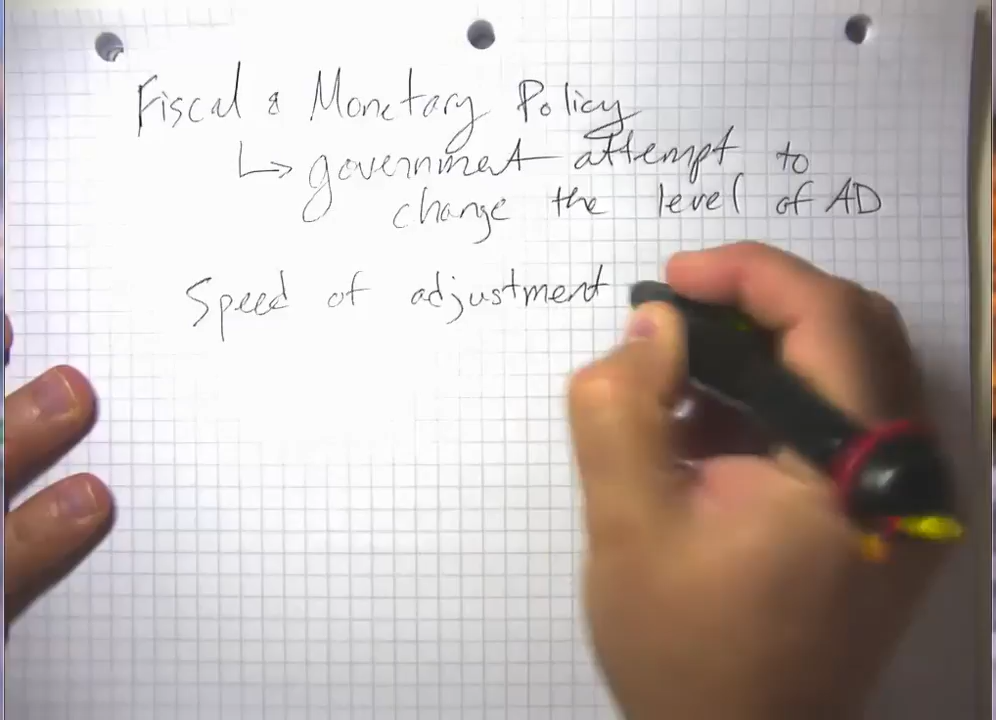 Fiscal & Monetary Policy
↳ government attempt to
change the level of AD
Speed of adjustment